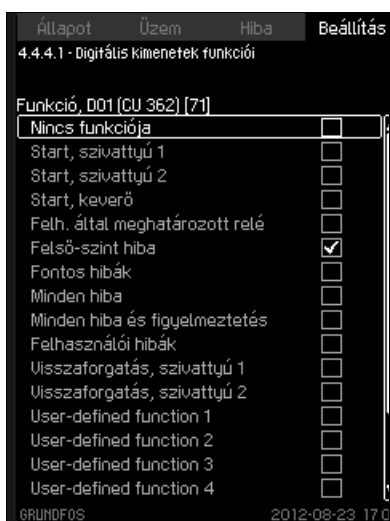 Állapot Üzem Hiba Beállítás
4.4.4.1 - Digitális kimenetek funkciói
Funkció, DO1 (CU 362) [71]
Nincs funkciója
Start, szivattyú 1
Start, szivattyú 2
Start, keverő
Felh. által meghatározott relé
Felső-szint hiba
Fontos hibák
Minden hiba
Minden hiba és figyelmeztetés
Felhasználói hibák
Visszaforgatás, szivattyú 1
Visszaforgatás, szivattyú 2
User-defined function 1
User-defined function 2
User-defined function 3
User-defined function 4
GRUNDFOS 2012-08-23 17:0